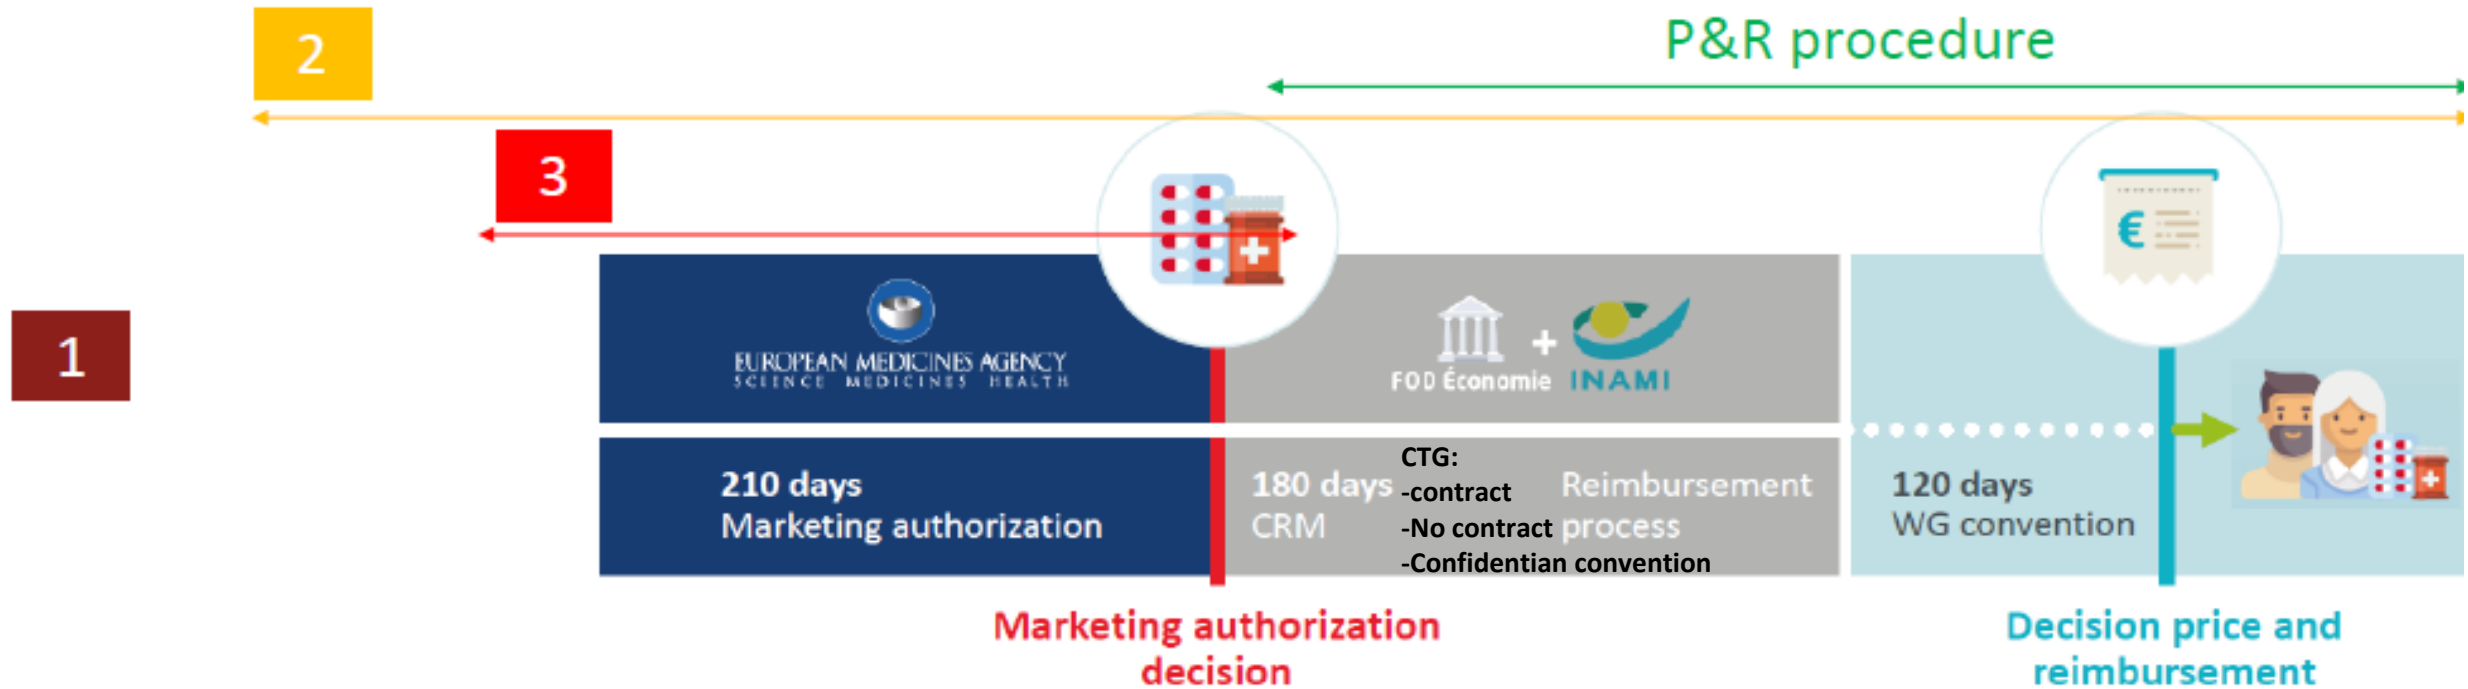 2
P&R procedure
3
1
EUROPEAN MEDICINES AGENCY
SCIENCE MEDICINES HEALTH
FOD Économie
+
INAMI
€
210 days
Marketing authorization
180 days
CRM
CTG:
-contract
-No contract
-Confidentian convention
Reimbursement
process
120 days
WG convention
Marketing authorization
decision
Decision price and
reimbursement